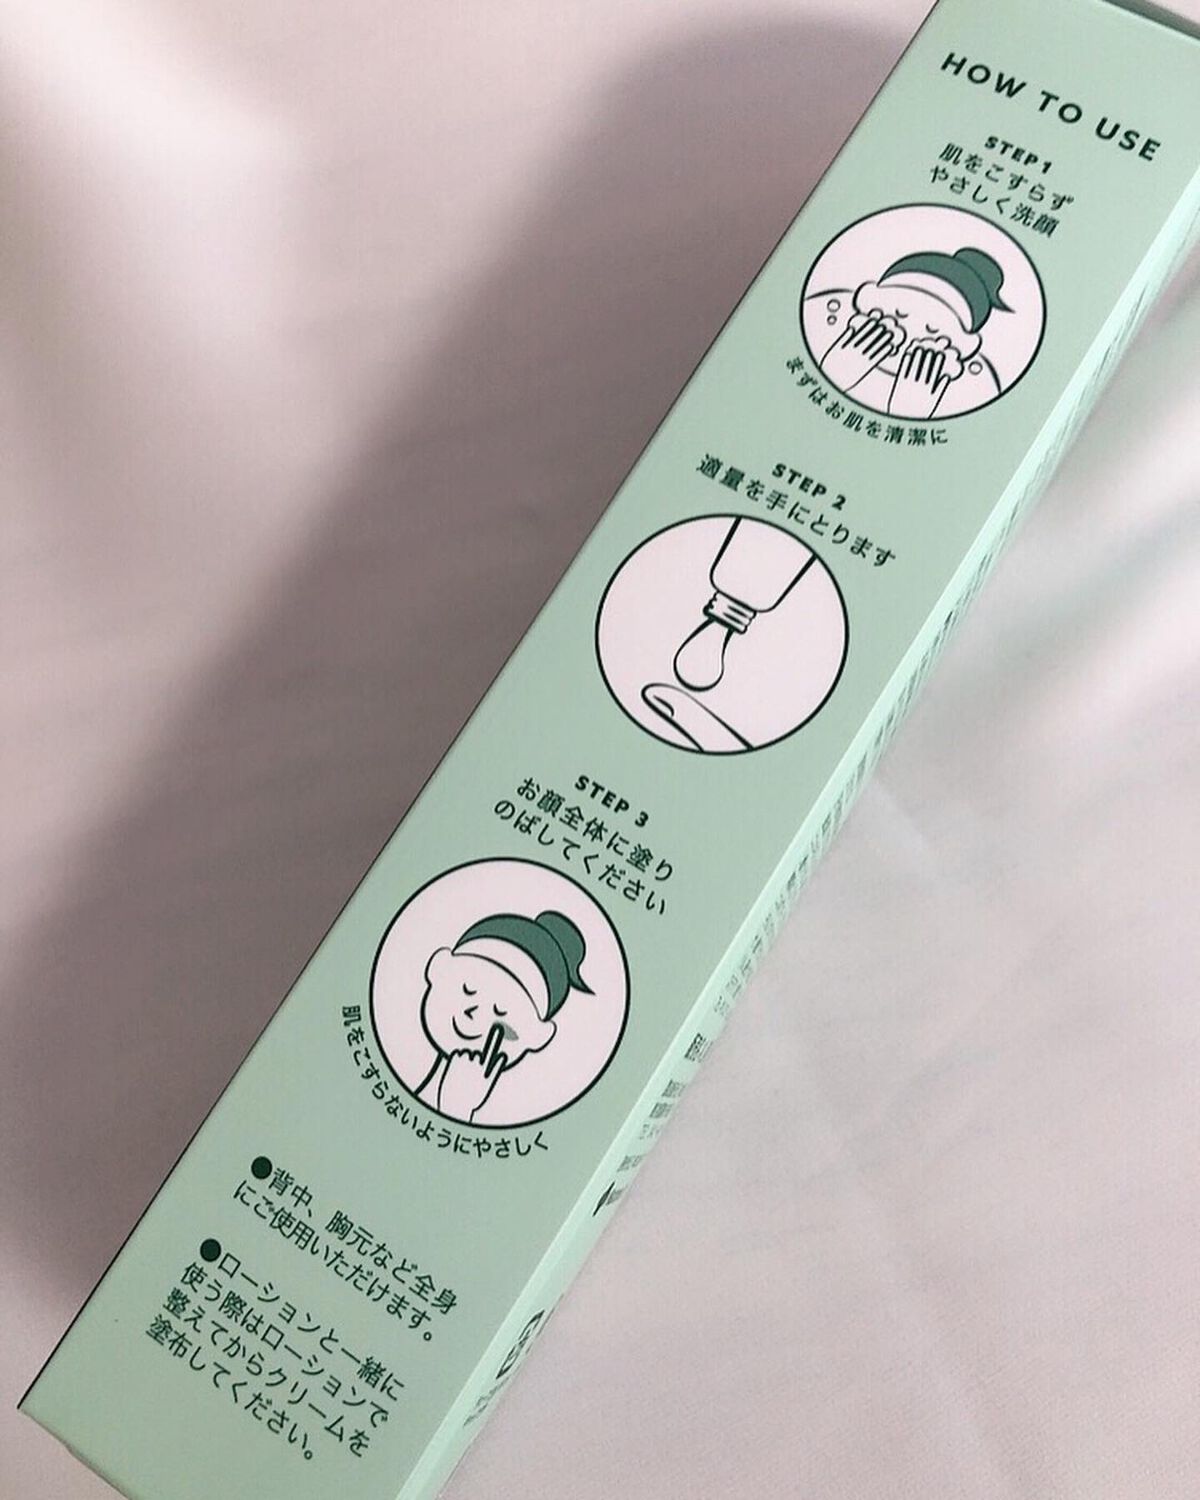 HOW TO USE
STEP 1
肌をこすらず
やさしく洗顔
まずはお肌を清潔に
STEP 2
適量を手にとります
STEP 3
お顔全体に塗り
のばしてください
肌をこすらないようにやさしく
●背中、胸元など全身
にご使用いただけます。
●ローションと一緒に
使う際はローションで
整えてからクリームを
塗布してください。